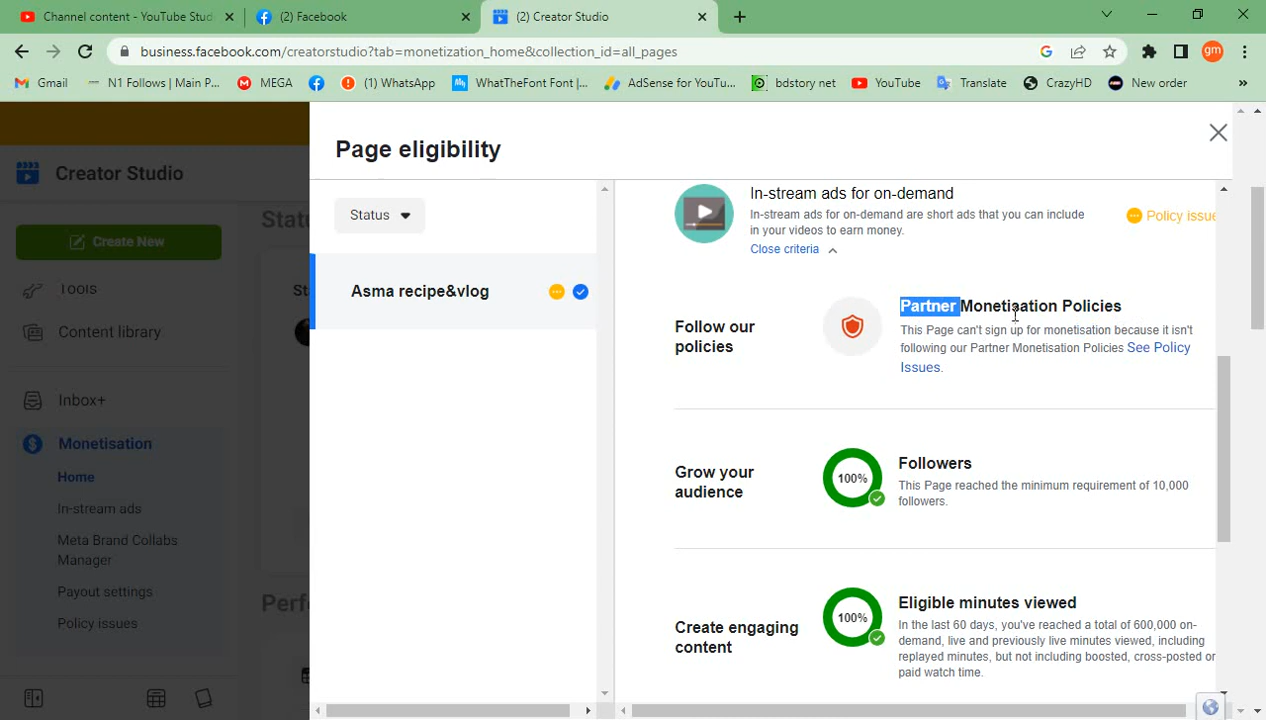 Channel content - YouTube Stud
(2) Facebook
(2) Creator Studio
business.facebook.com/creatorstudio?tab=monetization_home&collection_id=all_pages
gm
Gmail
N1 Follows | Main P...
MEGA
(1) WhatsApp
WhatTheFont Font |...
AdSense for YouTu...
bdstory net
YouTube
Translate
CrazyHD
New order
Creator Studio
Create New
Tools
Content library
Inbox+
Monetisation
Home
In-stream ads
Meta Brand Collabs
Manager
Payout settings
Policy issues
Page eligibility
Status
Asma recipe&vlog
In-stream ads for on-demand
In-stream ads for on-demand are short ads that you can include
in your videos to earn money.
Close criteria
Policy issue
Follow our
policies
Partner Monetisation Policies
This Page can't sign up for monetisation because it isn't
following our Partner Monetisation Policies See Policy
Issues.
Grow your
audience
100%
Followers
This Page reached the minimum requirement of 10,000
followers.
Create engaging
content
100%
Eligible minutes viewed
In the last 60 days, you've reached a total of 600,000 on-
demand, live and previously live minutes viewed, including
replayed minutes, but not including boosted, cross-posted or
paid watch time.